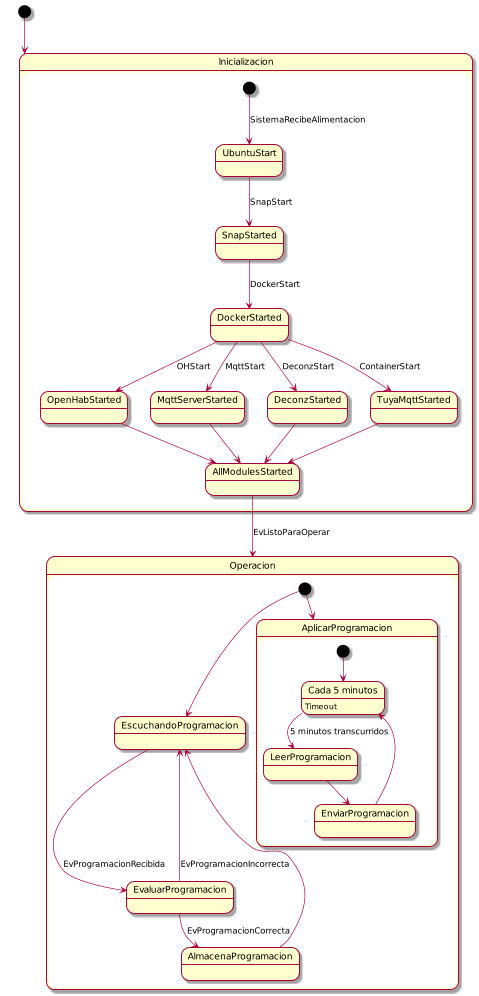 Inicializacion
SistemaRecibeAlimentacion
UbuntuStart
SnapStart
SnapStarted
DockerStart
DockerStarted
OHStart
MqttStart
DeconzStart
ContainerStart
OpenHabStarted
MqttServerStarted
DeconzStarted
TuyaMqttStarted
AllModulesStarted
EvListoParaOperar
Operacion
AplicarProgramacion
Cada 5 minutos
Timeout
EscuchandoProgramacion
5 minutos transcurridos
LeerProgramacion
EnviarProgramacion
EvProgramacionRecibida
EvProgramacionIncorrecta
EvaluarProgramacion
EvProgramacionCorrecta
AlmacenaProgramacion